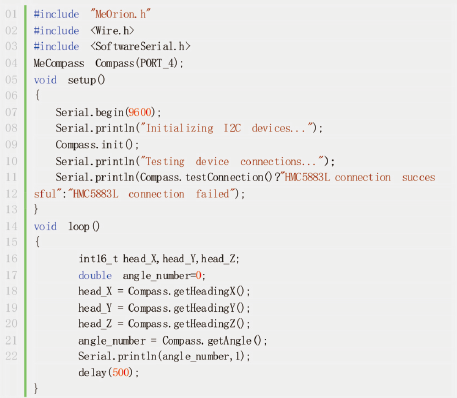 01 #include "MeOrion.h"
02 #include <Wire.h>
03 #include <SoftwareSerial.h>
04 MeCompass Compass(PORT_4);
05 void setup()
06 {
07 Serial.begin(9600);
08 Serial.println("Initializing I2C devices...");
09 Compass.init();
10 Serial.println("Testing device connections...");
11 Serial.println(Compass.testConnection()?"HMC5883L connection succes
12 sful":"HMC5883L connection failed");
13 }
14 void loop()
15 {
16 int16_t head_X,head_Y,head_Z;
17 double angle_number=0;
18 head_X = Compass.getHeadingX();
19 head_Y = Compass.getHeadingY();
20 head_Z = Compass.getHeadingZ();
21 angle_number = Compass.getAngle();
22 Serial.println(angle_number,1);
delay(500);
}